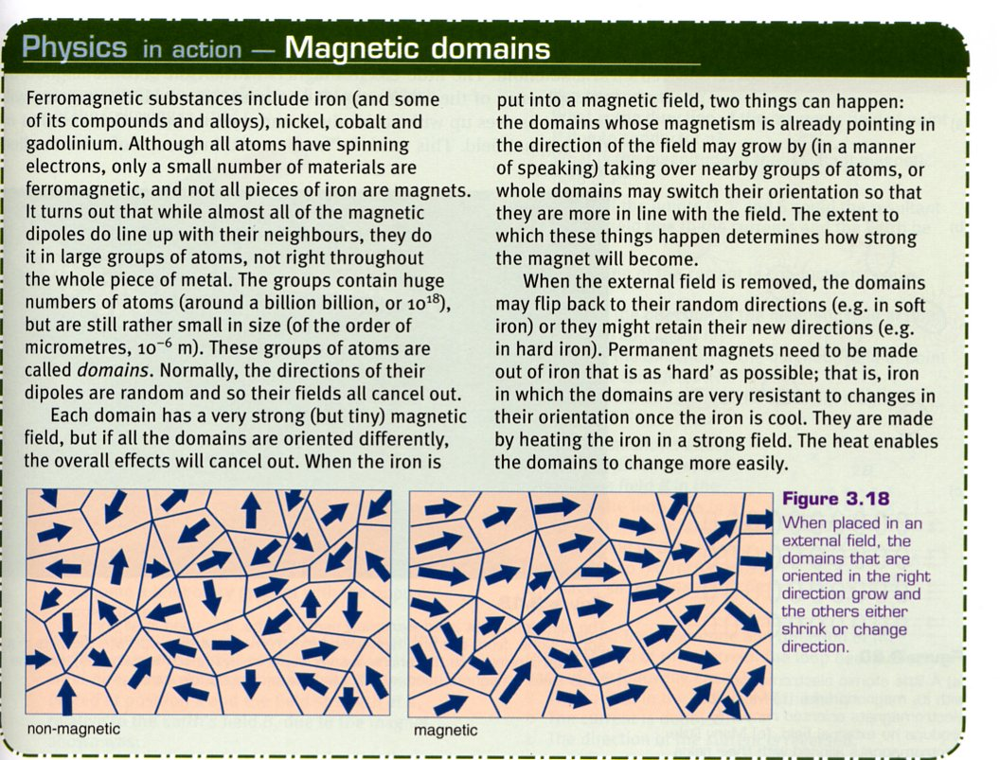 Physics in action — Magnetic domains
Ferromagnetic substances include iron (and some
of its compounds and alloys), nickel, cobalt and
gadolinium. Although all atoms have spinning
electrons, only a small number of materials are
ferromagnetic, and not all pieces of iron are magnets.
It turns out that while almost all of the magnetic
dipoles do line up with their neighbours, they do
it in large groups of atoms, not right throughout
the whole piece of metal. The groups contain huge
numbers of atoms (around a billion billion, or 10¹⁸),
but are still rather small in size (of the order of
micrometres, 10⁻⁶ m). These groups of atoms are
called domains. Normally, the directions of their
dipoles are random and so their fields all cancel out.
Each domain has a very strong (but tiny) magnetic
field, but if all the domains are oriented differently,
the overall effects will cancel out. When the iron is
put into a magnetic field, two things can happen:
the domains whose magnetism is already pointing in
the direction of the field may grow by (in a manner
of speaking) taking over nearby groups of atoms, or
whole domains may switch their orientation so that
they are more in line with the field. The extent to
which these things happen determines how strong
the magnet will become.
When the external field is removed, the domains
may flip back to their random directions (e.g. in soft
iron) or they might retain their new directions (e.g.
in hard iron). Permanent magnets need to be made
out of iron that is as ‘hard’ as possible; that is, iron
in which the domains are very resistant to changes in
their orientation once the iron is cool. They are made
by heating the iron in a strong field. The heat enables
the domains to change more easily.
non-magnetic
magnetic
Figure 3.18
When placed in an
external field, the
domains that are
oriented in the right
direction grow and
the others either
shrink or change
direction.